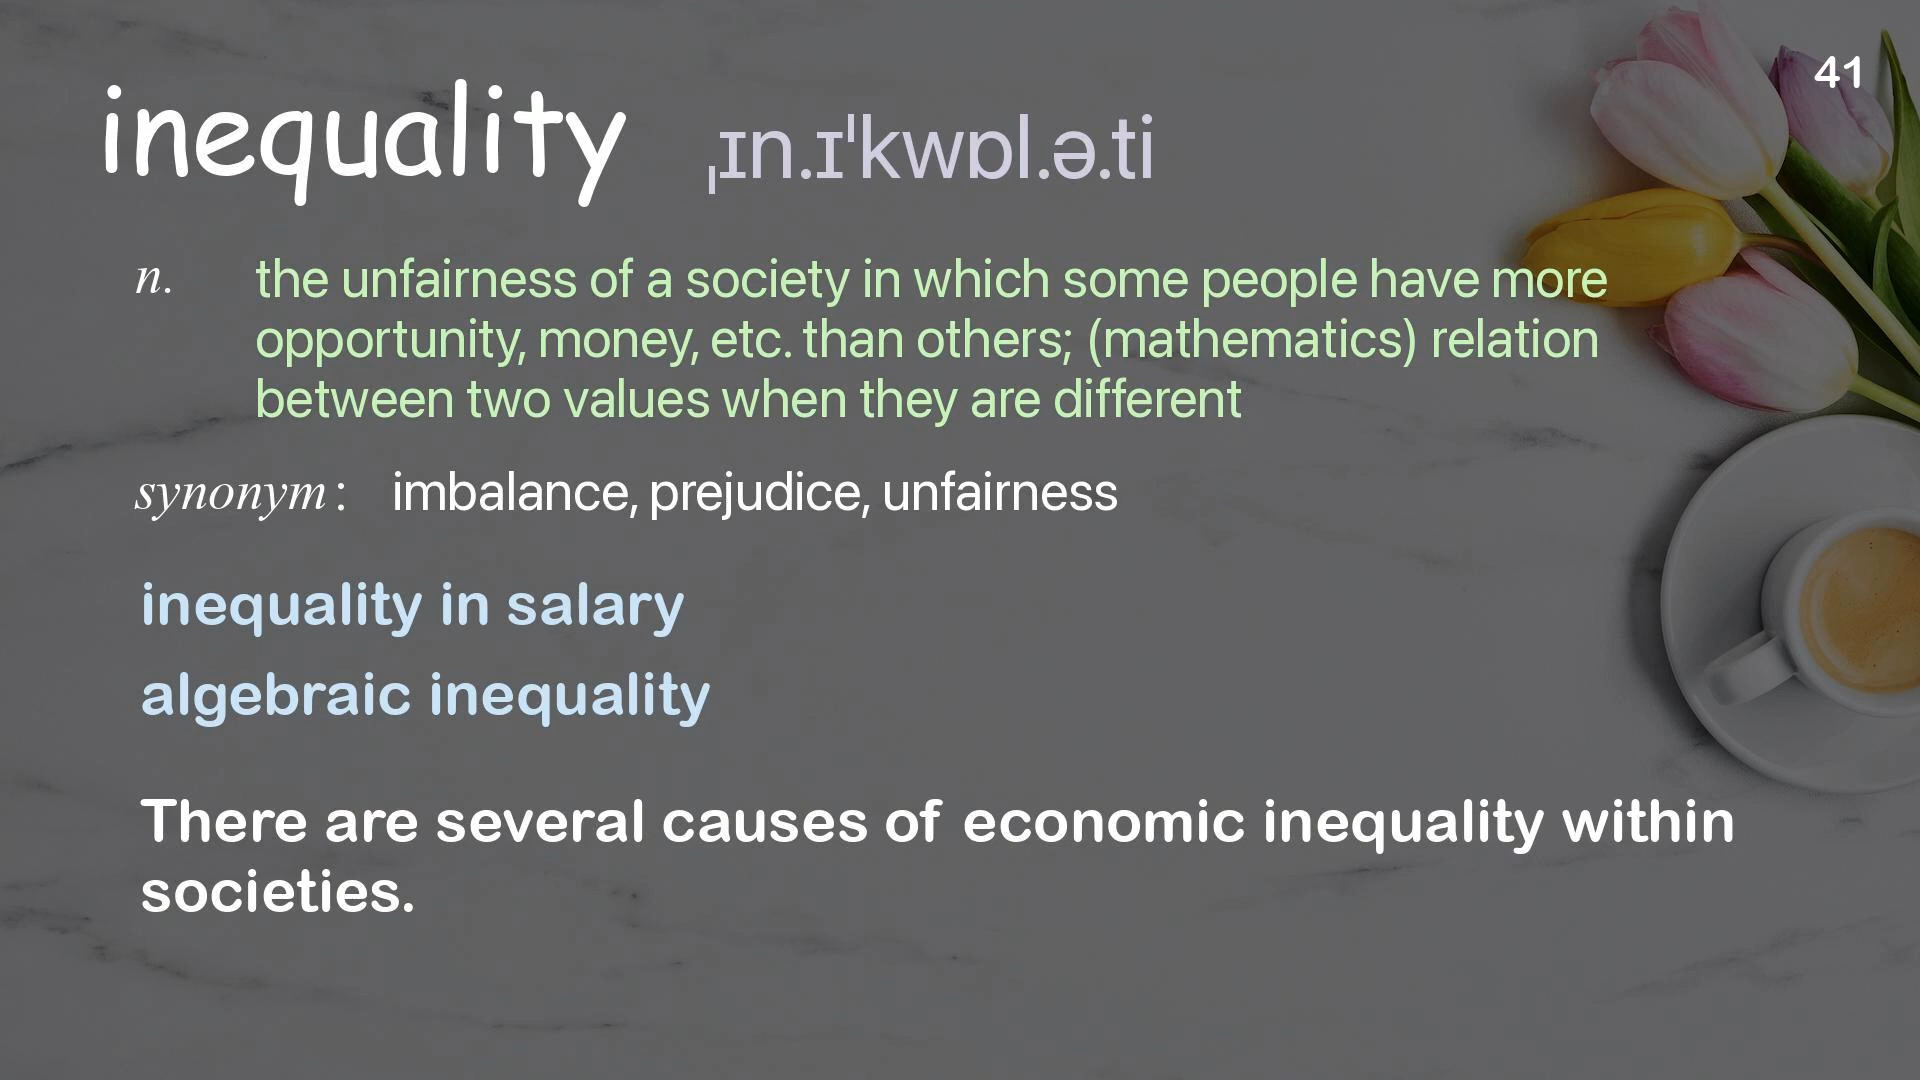 41
inequality ˌɪn.ɪˈkwɒl.ə.ti
n. the unfairness of a society in which some people have more
opportunity, money, etc. than others; (mathematics) relation
between two values when they are different
synonym: imbalance, prejudice, unfairness
inequality in salary
algebraic inequality
There are several causes of economic inequality within
societies.